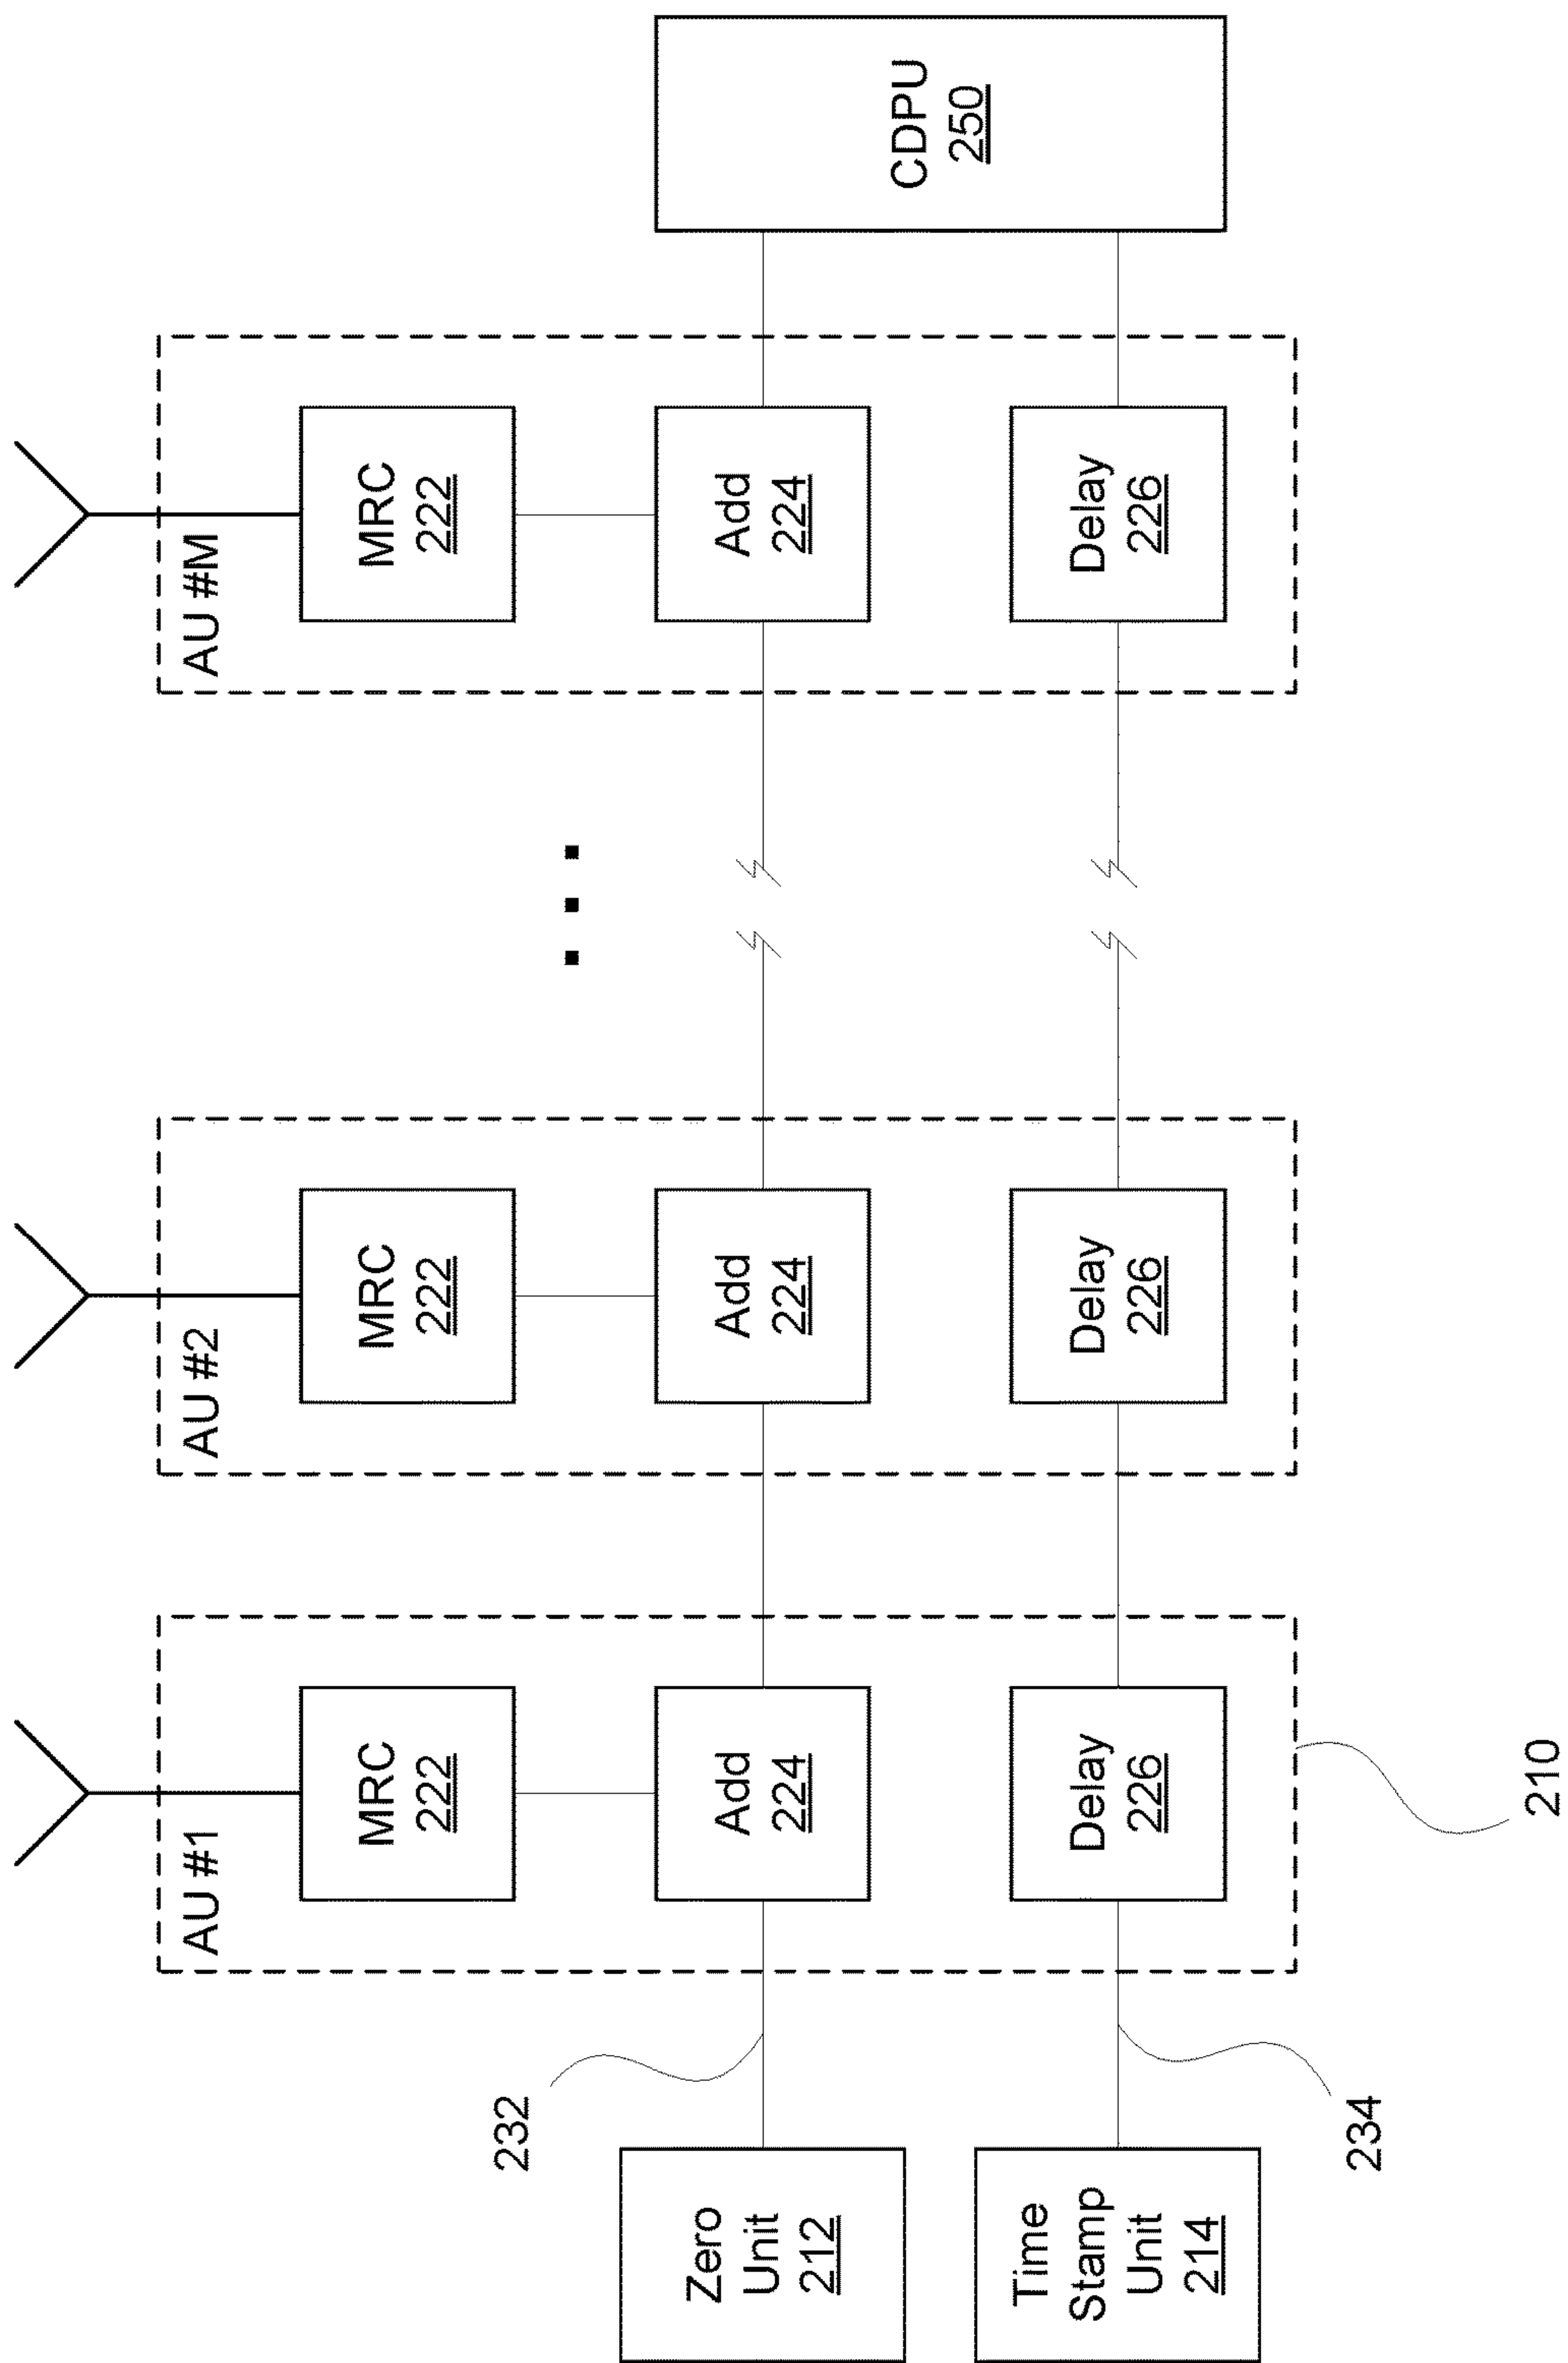 AU #1
AU #2
AU #M
MRC
222
MRC
222
MRC
222
232
Zero
Unit
212
Add
224
Add
224
Add
224
CDPU
250
Time
Stamp
Unit
214
Delay
226
Delay
226
Delay
226
234
210